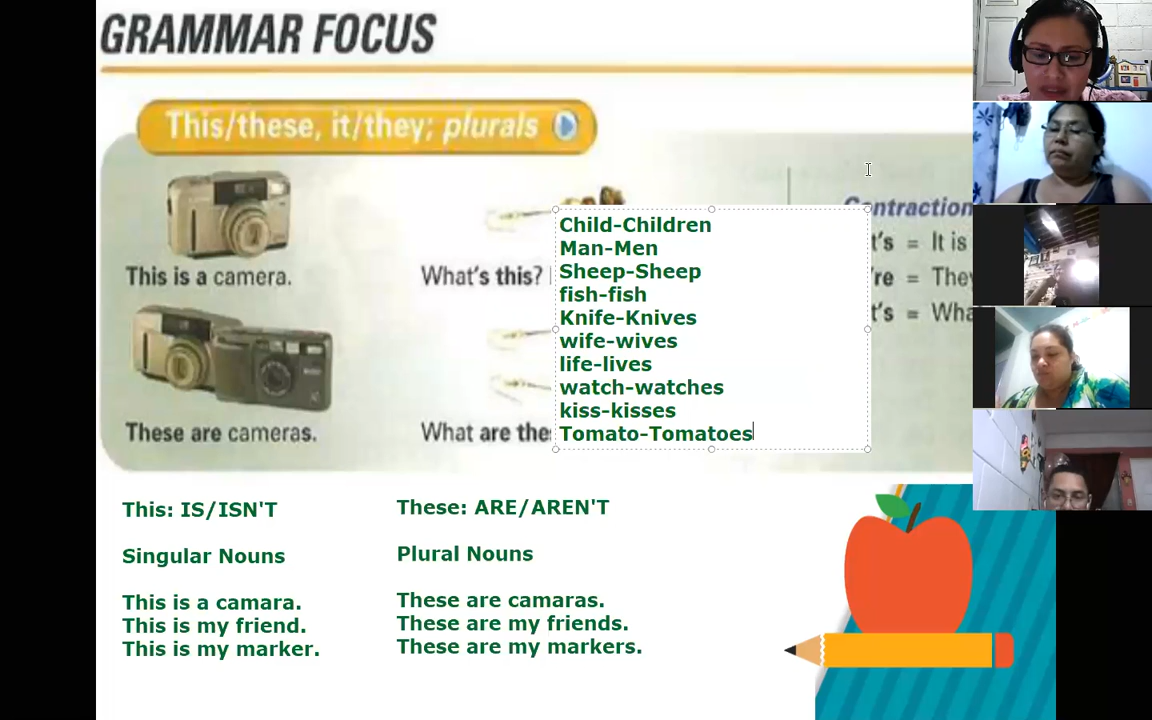 GRAMMAR FOCUS
This/these, it/they; plurals
This is a camera.
What's this?
Contraction
t's = It is
're = They
t's = Wha
These are cameras.
What are the
Child-Children
Man-Men
Sheep-Sheep
fish-fish
Knife-Knives
wife-wives
life-lives
watch-watches
kiss-kisses
Tomato-Tomatoes
This: IS/ISN'T
Singular Nouns
This is a camara.
This is my friend.
This is my marker.
These: ARE/AREN'T
Plural Nouns
These are camaras.
These are my friends.
These are my markers.